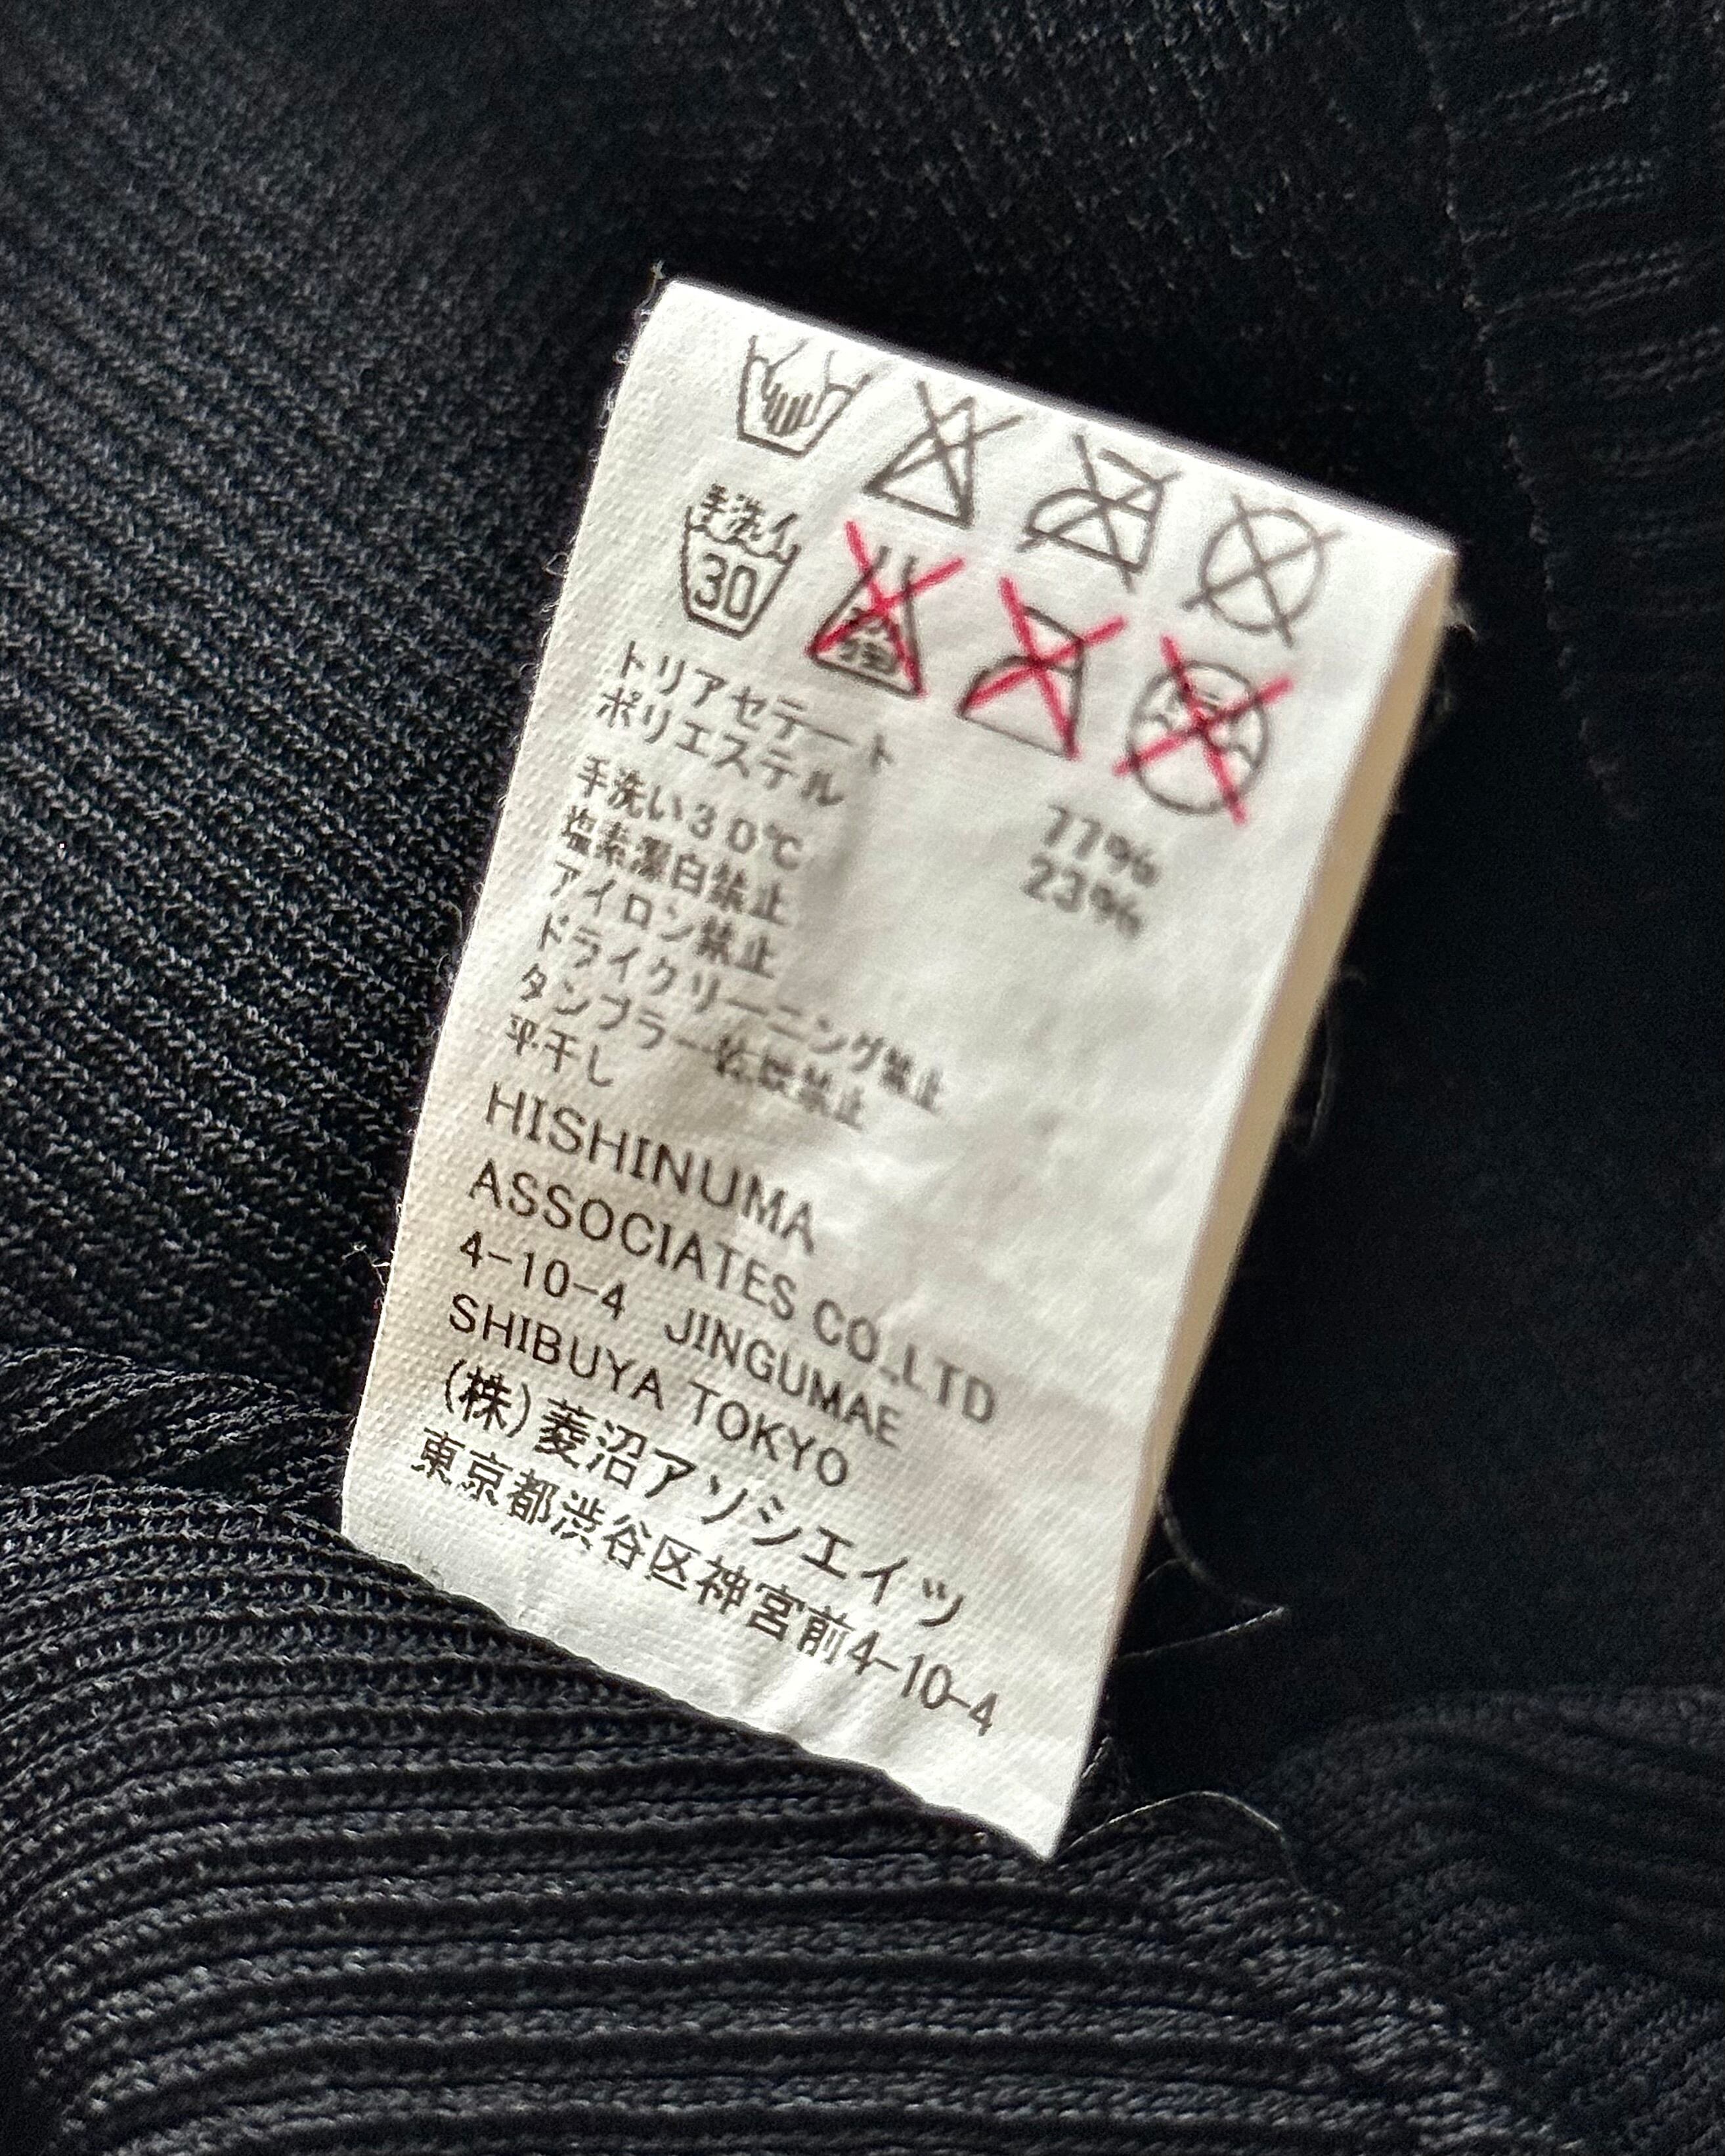 手洗イ
30
トリアセテート 77%
ポリエステル 23%
手洗い30℃
塩素漂白禁止
アイロン禁止
ドライクリーニング禁止
タンブラー乾燥禁止
平干し
HISHINUMA
ASSOCIATES CO.,LTD
4-10-4 JINGUMAE
SHIBUYA TOKYO
(株)菱沼アソシエイツ
東京都渋谷区神宮前4-10-4